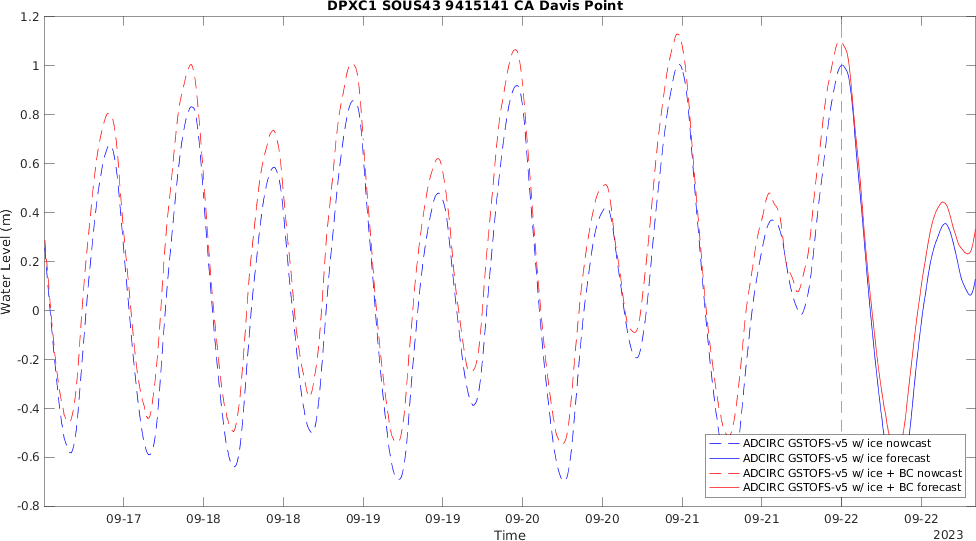 DPXC1 SOUS43 9415141 CA Davis Point
1.2
1
0.8
0.6
0.4
0.2
0
-0.2
-0.4
-0.6
-0.8
Water Level (m)
ADCIRC GSTOFS-v5 w/ ice nowcast
ADCIRC GSTOFS-v5 w/ ice forecast
ADCIRC GSTOFS-v5 w/ ice + BC nowcast
ADCIRC GSTOFS-v5 w/ ice + BC forecast
09-17 09-18 09-18 09-19 09-19 09-20 09-20 09-21 09-21 09-22 09-22
Time
2023